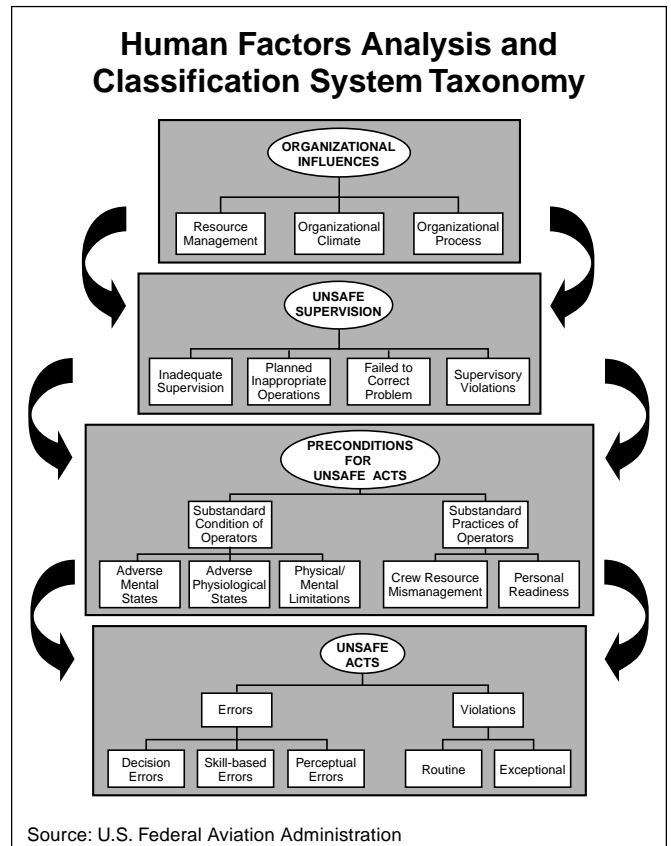 Human Factors Analysis and
Classification System Taxonomy
ORGANIZATIONAL
INFLUENCES
Resource
Management
Organizational
Climate
Organizational
Process
UNSAFE
SUPERVISION
Inadequate
Supervision
Planned
Inappropriate
Operations
Failed to
Correct
Problem
Supervisory
Violations
PRECONDITIONS
FOR
UNSAFE ACTS
Substandard
Condition of
Operators
Substandard
Practices of
Operators
Adverse
Mental
States
Adverse
Physiological
States
Physical/
Mental
Limitations
Crew Resource
Mismanagement
Personal
Readiness
UNSAFE
ACTS
Errors
Violations
Decision
Errors
Skill-based
Errors
Perceptual
Errors
Routine
Exceptional
Source: U.S. Federal Aviation Administration